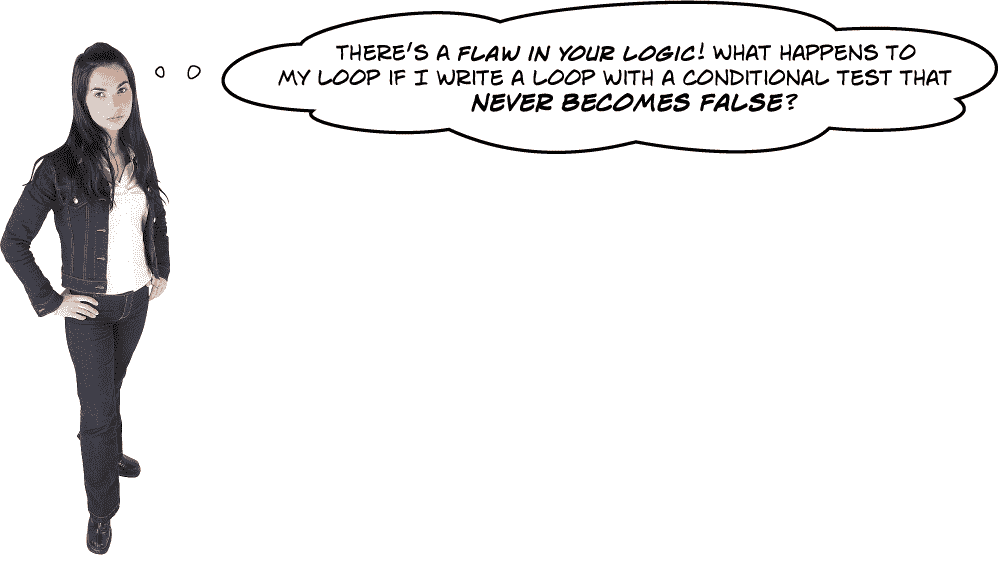 THERE'S A FLAW IN YOUR LOGIC! WHAT HAPPENS TO
MY LOOP IF I WRITE A LOOP WITH A CONDITIONAL TEST THAT
NEVER BECOMES FALSE?